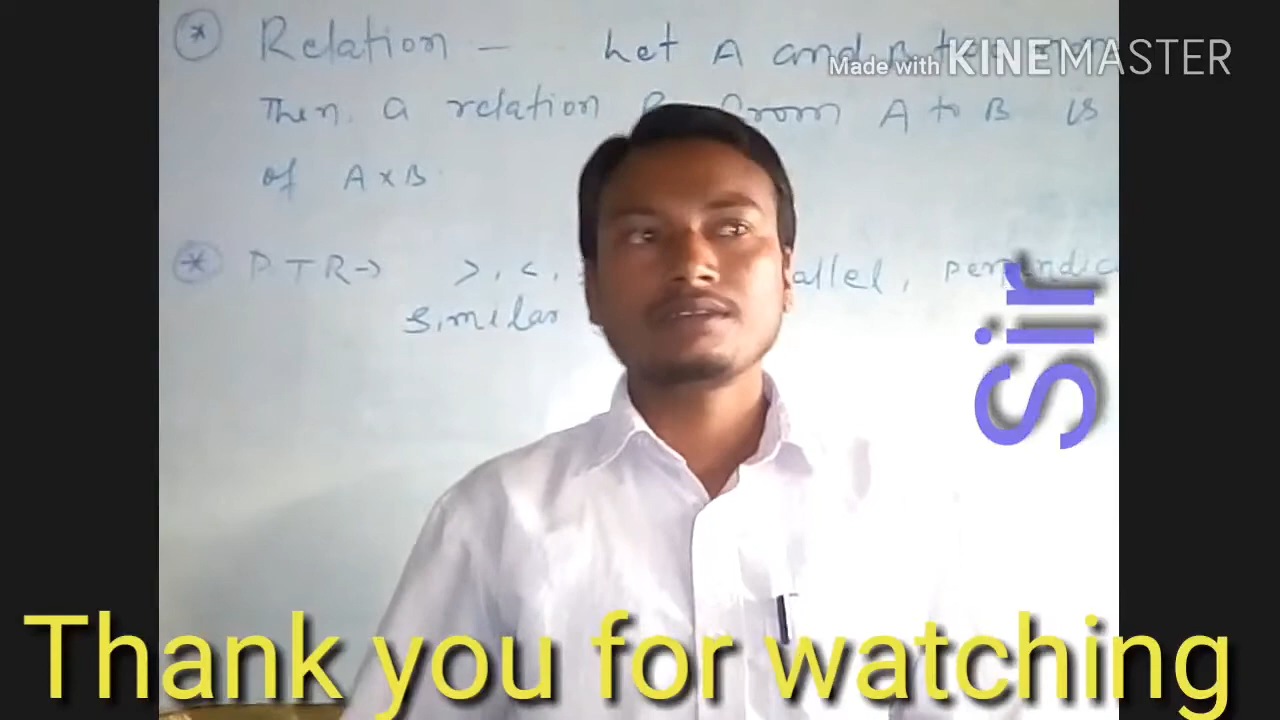 * Relation - Let A and B
Made with KINEMASTER
Then a relation from A to B is
of A x B
* P T R -> >, <, allel, perpendic
similar
Sir
Thank you for watching